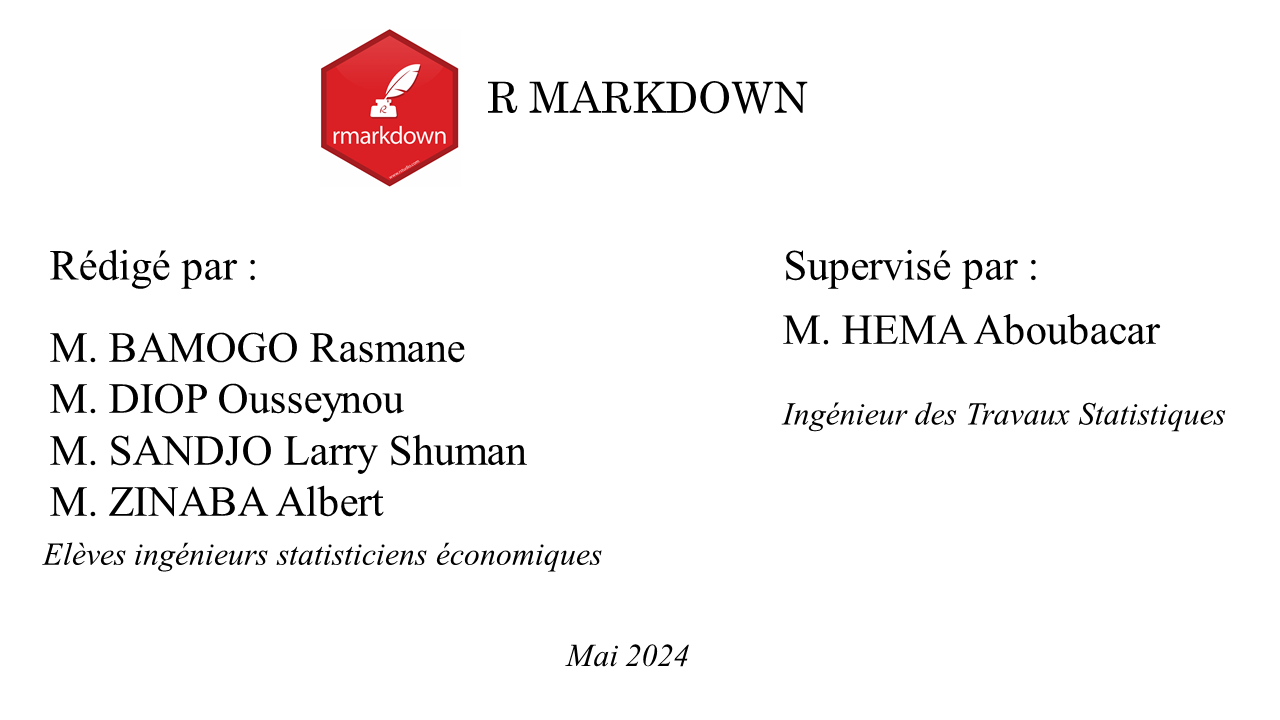 R MARKDOWN
R
rmarkdown
Rédigé par :
M. BAMOGO Rasmane
M. DIOP Ousseynou
M. SANDJO Larry Shuman
M. ZINABA Albert
Elèves ingénieurs statisticiens économiques
Supervisé par :
M. HEMA Aboubacar
Ingénieur des Travaux Statistiques
Mai 2024